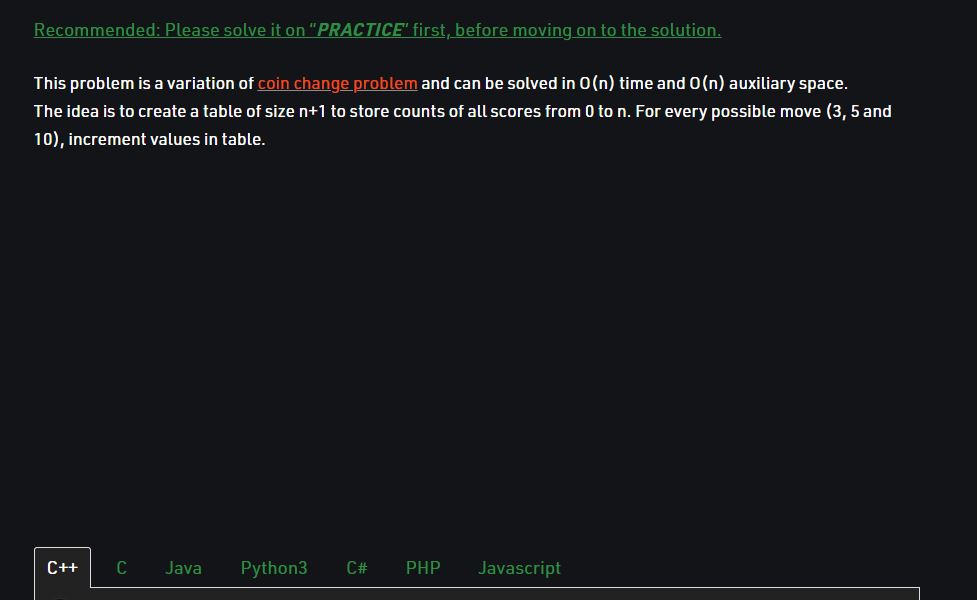 Recommended: Please solve it on “PRACTICE” first, before moving on to the solution.
This problem is a variation of coin change problem and can be solved in O(n) time and O(n) auxiliary space.
The idea is to create a table of size n+1 to store counts of all scores from 0 to n. For every possible move (3, 5 and
10), increment values in table.
C++ C Java Python3 C# PHP Javascript